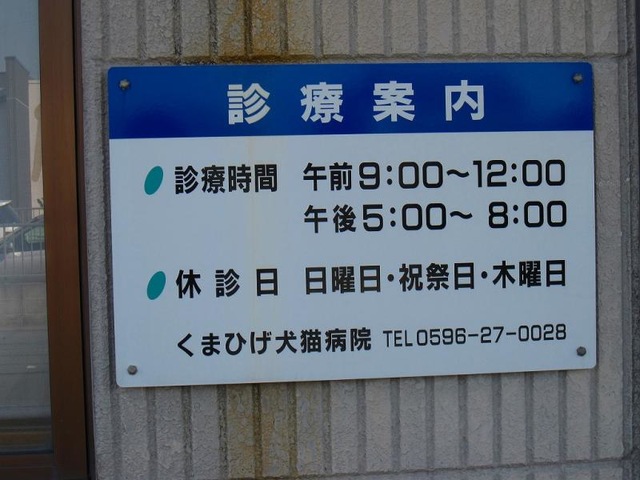 診療案内
診療時間 午前9:00～12:00
午後5:00～ 8:00
休診日 日曜日・祝祭日・木曜日
くまひげ犬猫病院 TEL0596-27-0028